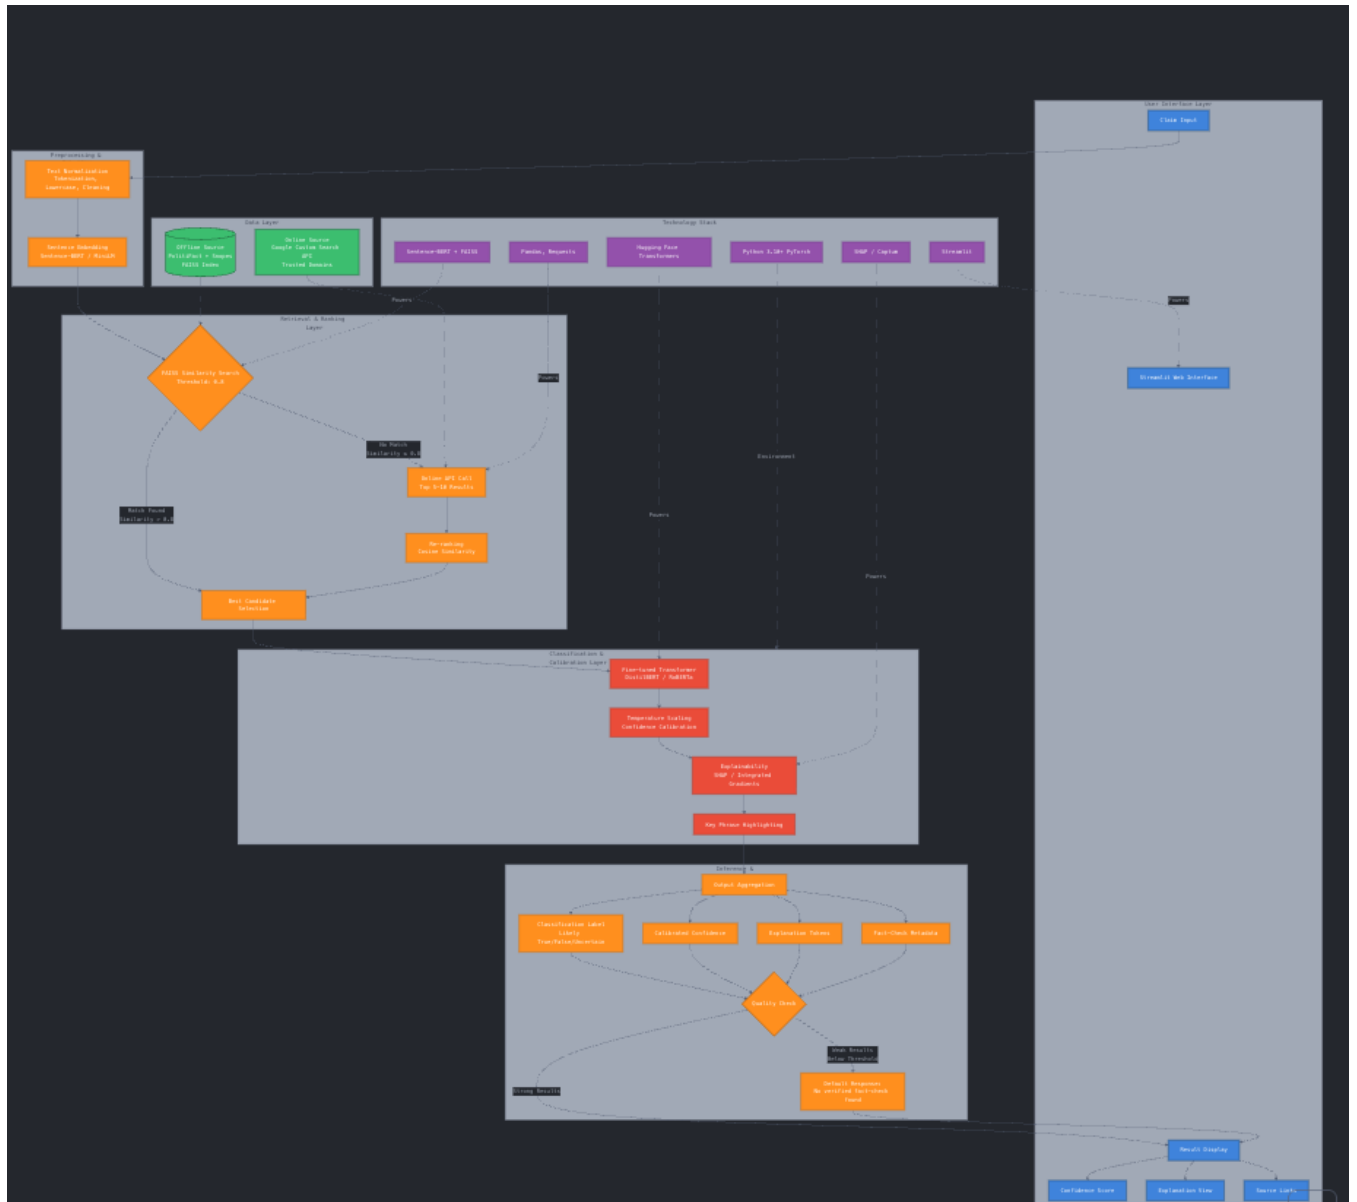 User Interface Layer
Claim Input
Preprocessing &
Text Normalization
Tokenization,
Lowercase, Cleaning
Sentence Embedding
Sentence-BERT / MiniLM
Data Layer
Offline Source
PolitiFact + Snopes
FAISS Index
Online Source
Google Custom Search
API
Trusted Domains
Technology Stack
Sentence-BERT + FAISS
Pandas, Requests
Hugging Face
Transformers
Python 3.10+ PyTorch
SHAP / Captum
Streamlit
Powers
Powers
Retrieval & Ranking
Layer
FAISS Similarity Search
Threshold: 0.8
Powers
Streamlit Web Interface
No Match
Similarity
Online API Call
Top 5-10 Results
Environment
Match Found
Similarity
Powers
Re-ranking
Cosine Similarity
Powers
Best Candidate
Selection
Classification &
Calibration Layer
Fine-tuned Transformer
DistilBERT / RoBERTa
Temperature Scaling
Confidence Calibration
Explainability
SHAP / Integrated
Gradients
Key Phrase Highlighting
Inference &
Output Aggregation
Classification Label
Likely
True/False/Uncertain
Calibrated Confidence
Explanation Tokens
Fact-Check Metadata
Quality Check
Weak Results
Below Threshold
Strong Results
Default Responses
No verified fact-check
found
Result Display
Confidence Score
Explanation View
Source Links